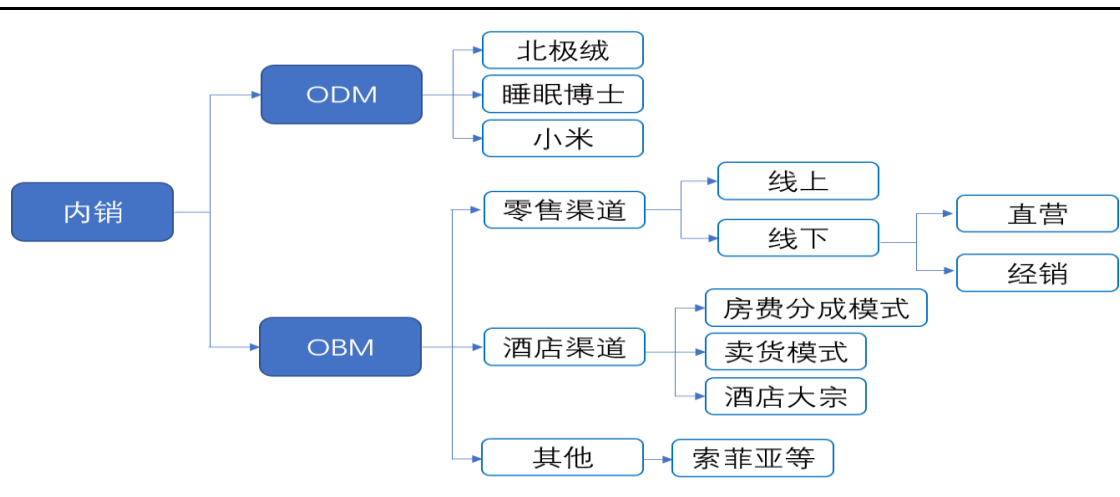 内销
ODM
北极绒
睡眠博士
小米
OBM
零售渠道
线上
线下
直营
经销
酒店渠道
房费分成模式
卖货模式
酒店大宗
其他
索菲亚等